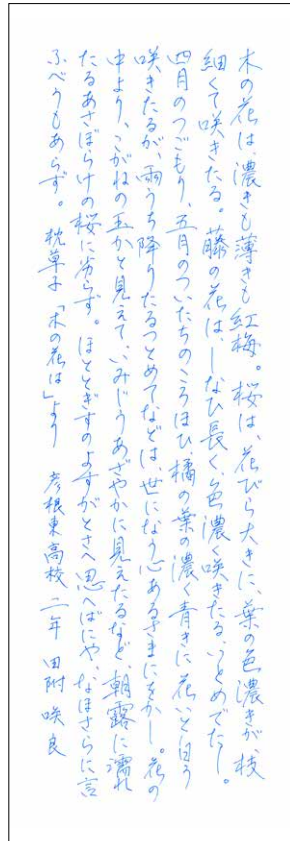 木の花は、濃きも薄きも紅梅。桜は、花びら大きに、葉の色濃きが、枝
細くて咲きたる。藤の花は、しなひ長く、色濃く咲きたる、いとめでたし。
四月のつごもり、五月のついたちのころほひ、橘の葉の濃く青きに、花いと白う
咲きたるが、雨うち降りたるつとめてなどは、世になう心あるさまにをかし。花の
中より、こがねの玉かと見えて、いみじうあざやかに見えたるなど、朝露に濡れ
たるあさぼらけの桜に劣らず。ほととぎすのよすがとさへ思へばにや、なほさらに言
ふべうもあらず。 枕草子「木の花は」より 彦根東高校 二年 田附 咲良